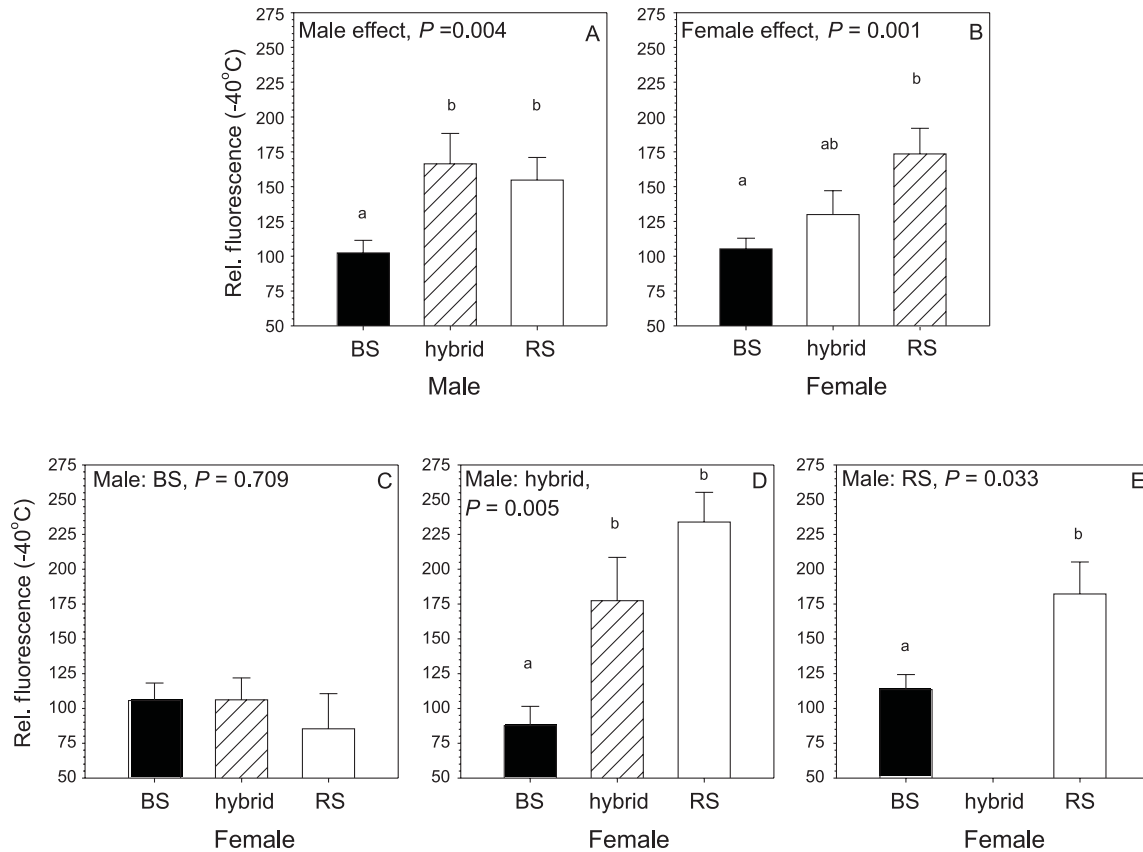 Male effect, P =0.004
A
275
250
225
200
175
150
125
100
75
50
Rel. fluorescence (-40°C)
a
b
b
BS hybrid RS
Male
Female effect, P = 0.001
B
275
250
225
200
175
150
125
100
75
50
a
ab
b
BS hybrid RS
Female
Male: BS, P = 0.709
C
275
250
225
200
175
150
125
100
75
50
Rel. fluorescence (-40°C)
BS hybrid RS
Female
Male: hybrid,
P = 0.005
D
275
250
225
200
175
150
125
100
75
50
a
b
b
BS hybrid RS
Female
Male: RS, P = 0.033
E
275
250
225
200
175
150
125
100
75
50
a
b
BS hybrid RS
Female